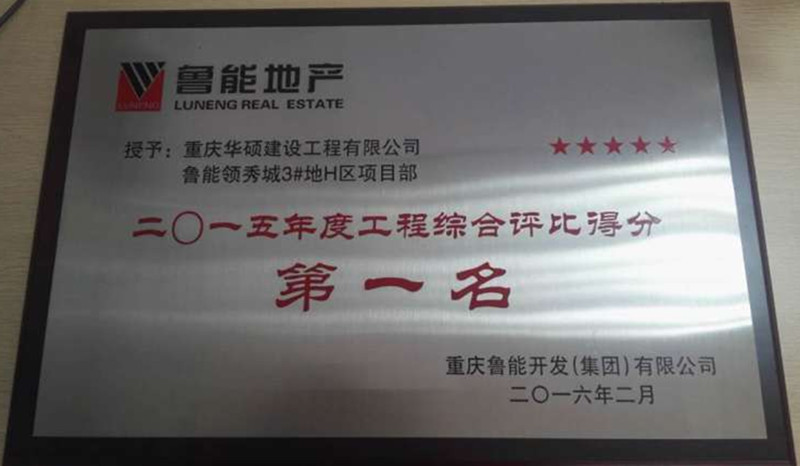 鲁能地产
LUNENG
LUNENG REAL ESTATE
授予：重庆华硕建设工程有限公司
鲁能领秀城3#地H区项目部
二〇一五年度工程综合评比得分
第一名
重庆鲁能开发(集团)有限公司
二〇一六年二月